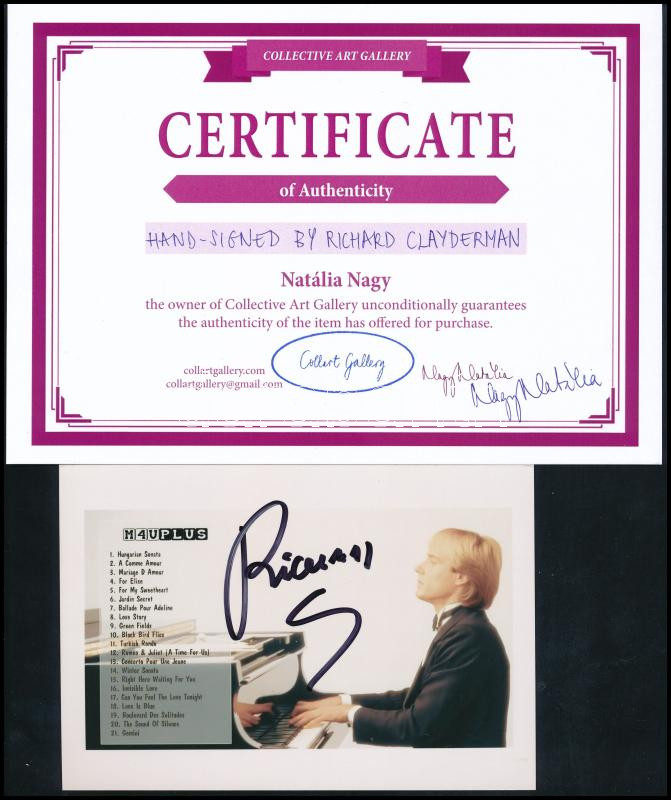 COLLECTIVE ART GALLERY
CERTIFICATE
of Authenticity
HAND-SIGNED BY RICHARD CLAYDERMAN
Natália Nagy
the owner of Collective Art Gallery unconditionally guarantees
the authenticity of the item has offered for purchase.
Collart Gallery
collartgallery.com
collartgallery@gmail.com
Nagy Natália
Nagy Natália
M4UPLUS
1. Hungarian Sonata
2. A Comme Amour
3. Mariage D Amour
4. For Elise
5. For My Sweetheart
6. Jardin Secret
7. Ballade Pour Adeline
8. Love Story
9. Green Fields
10. Black Bird Flies
11. Turkish Rondo
12. Romeo & Juliet (A Time For Us)
13. Concerto Pour Une Jeune
14. Winter Sonata
15. Right Here Waiting For You
16. Invisible Love
17. Can You Feel The Love Tonight
18. Love Is Blue
19. Boulevard Des Solitudes
20. The Sound Of Silence
21. Gemini
Richard